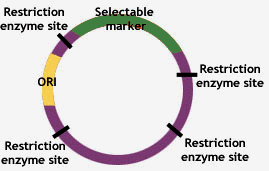 Restriction
enzyme site
Selectable
marker
Restriction
enzyme site
ORI
Restriction
enzyme site
Restriction
enzyme site